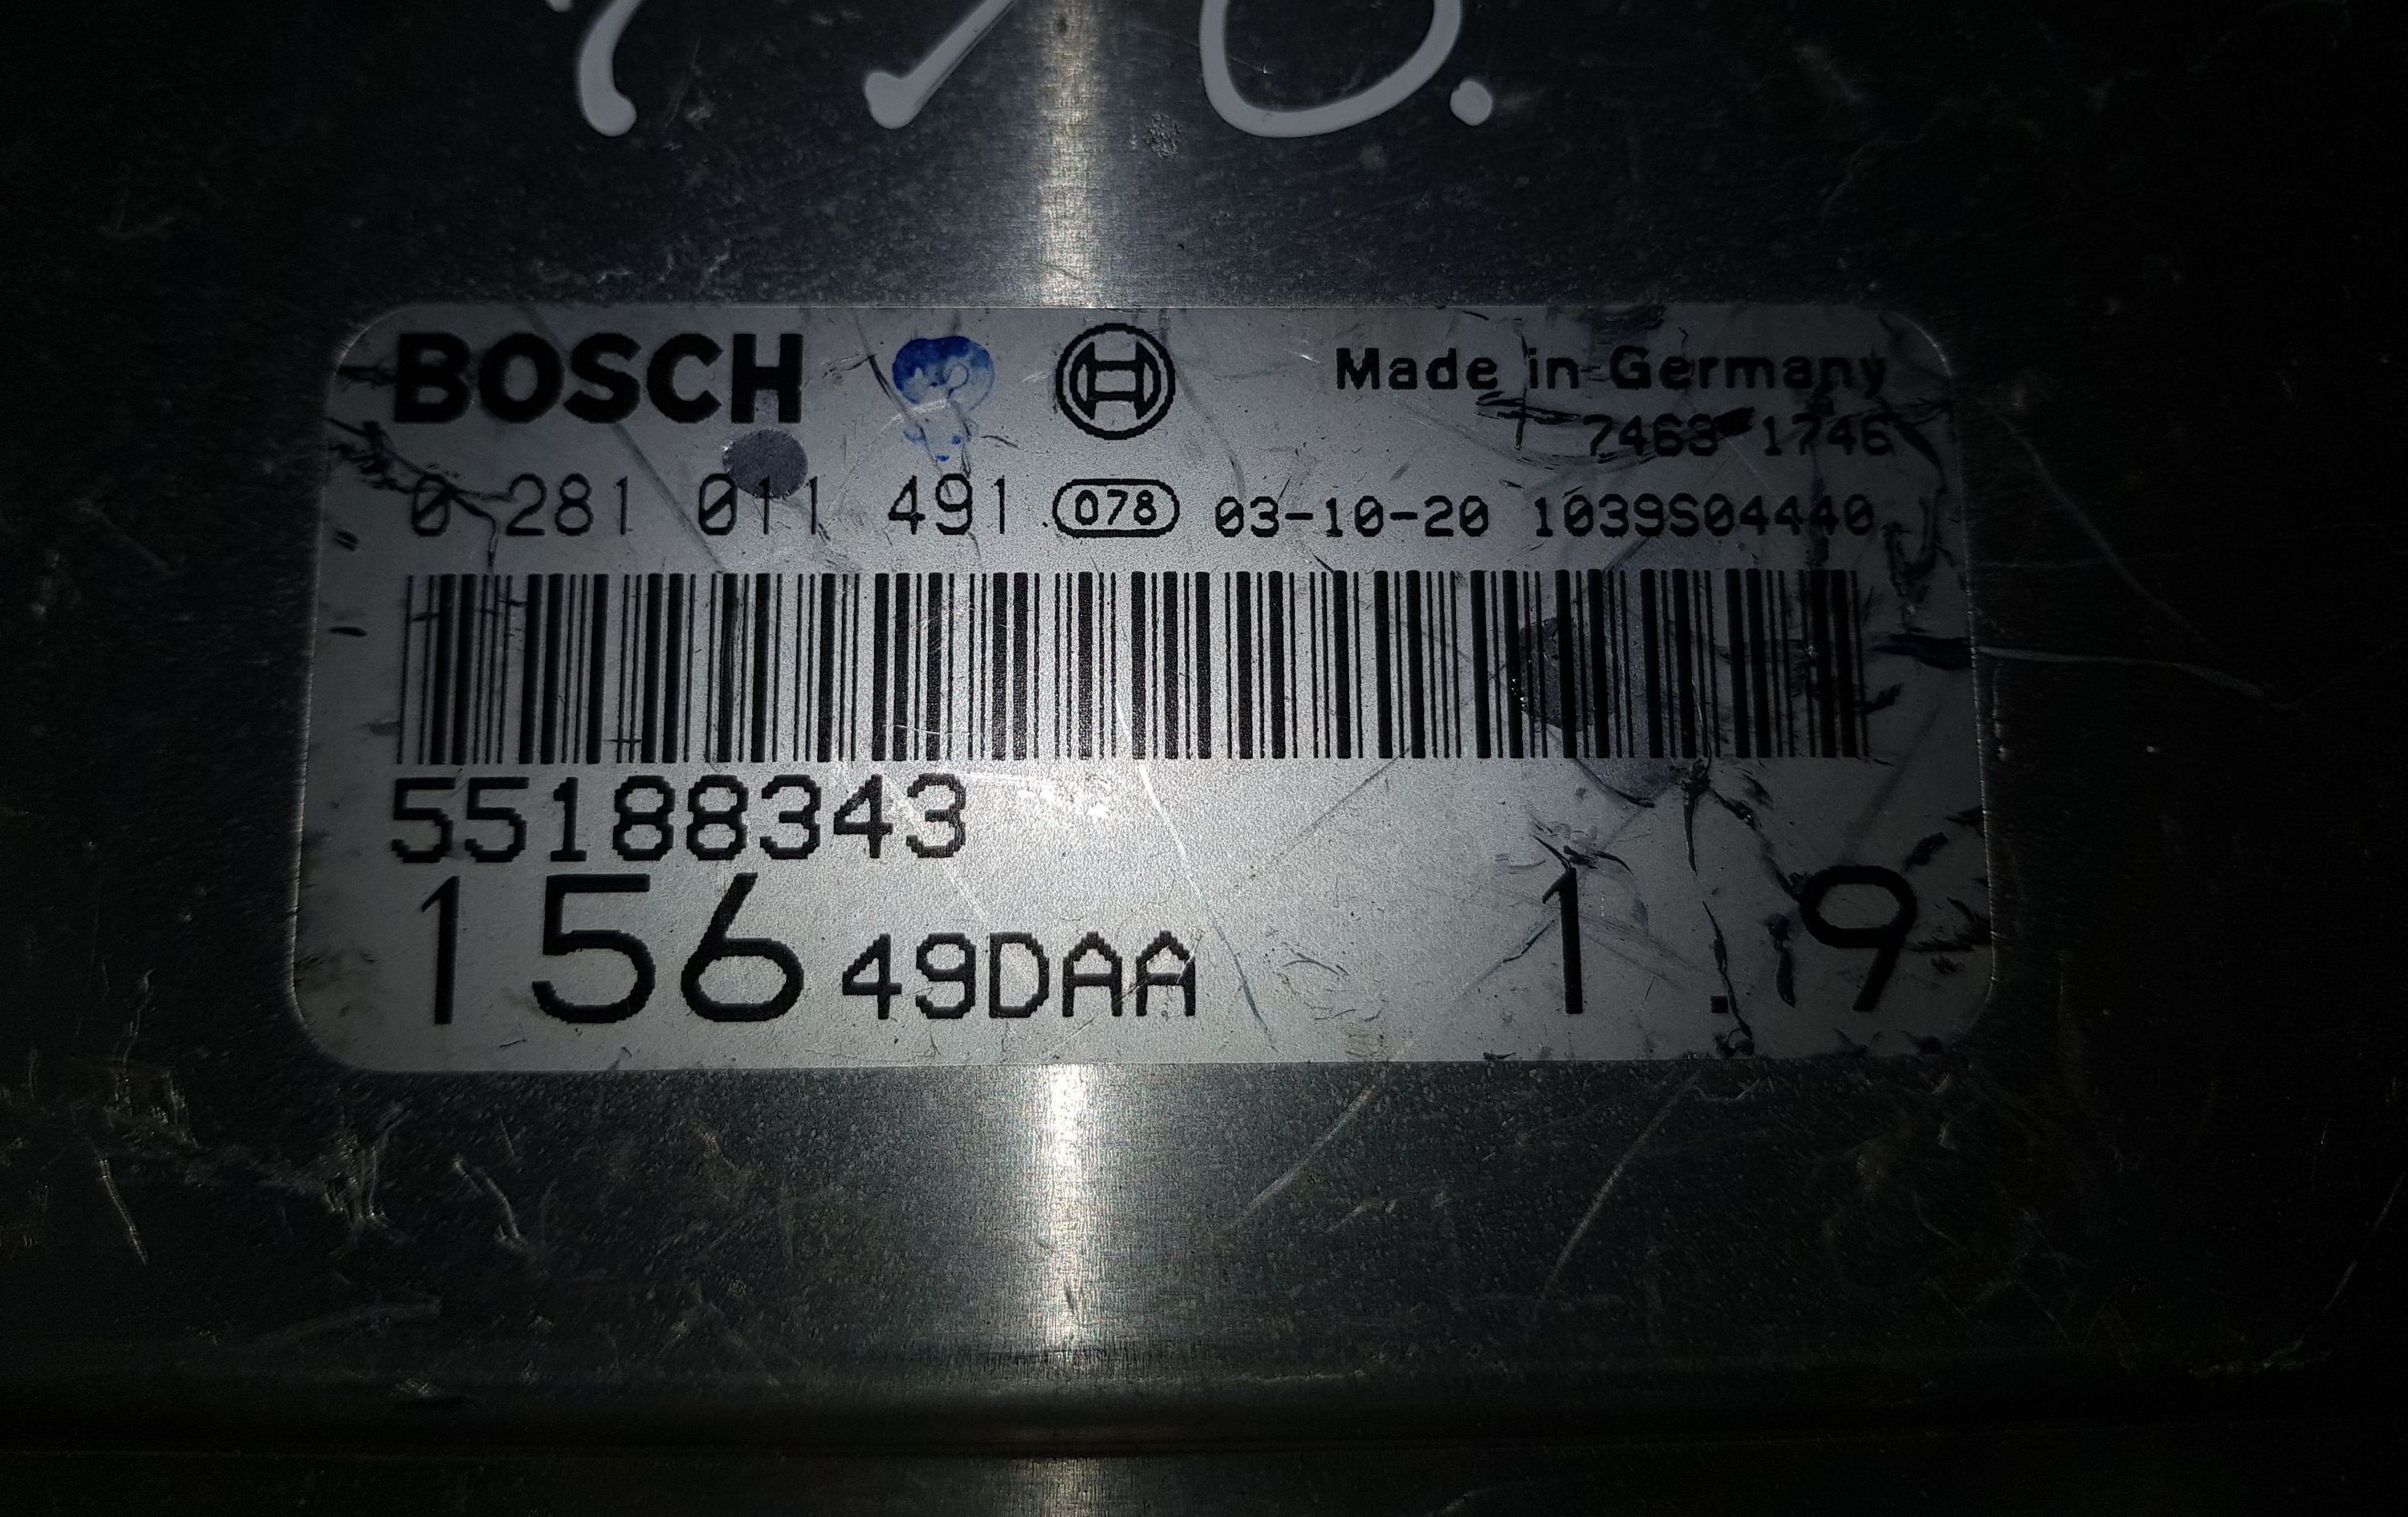 BOSCH Made in Germany
7463 1746
0 281 011 491 078 03-10-20 1039S04440
55188343
156 49DAA 1.9